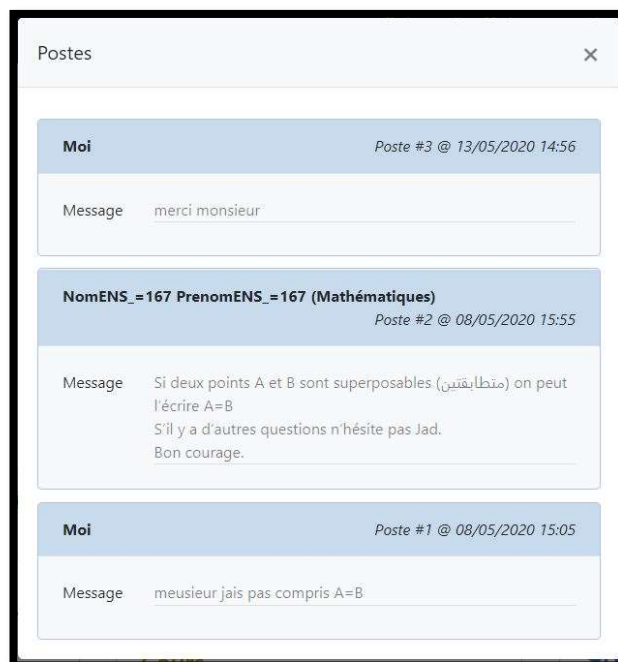 Postes ×
Moi Poste #3 @ 13/05/2020 14:56
Message merci monsieur
NomENS_=167 PrenomENS_=167 (Mathématiques)
Poste #2 @ 08/05/2020 15:55
Message Si deux points A et B sont superposables (متطابقتين) on peut
l'écrire A=B
S'il y a d'autres questions n'hésite pas Jad.
Bon courage.
Moi Poste #1 @ 08/05/2020 15:05
Message meusieur jais pas compris A=B